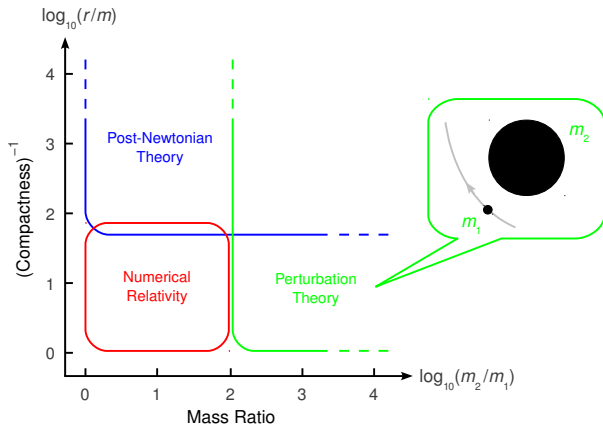 log₁₀(r/m)
4
3
2
1
0
(Compactness)⁻¹
Post-Newtonian
Theory
Numerical
Relativity
Perturbation
Theory
m₂
m₁
0 1 2 3 4
log₁₀(m₂/m₁)
Mass Ratio